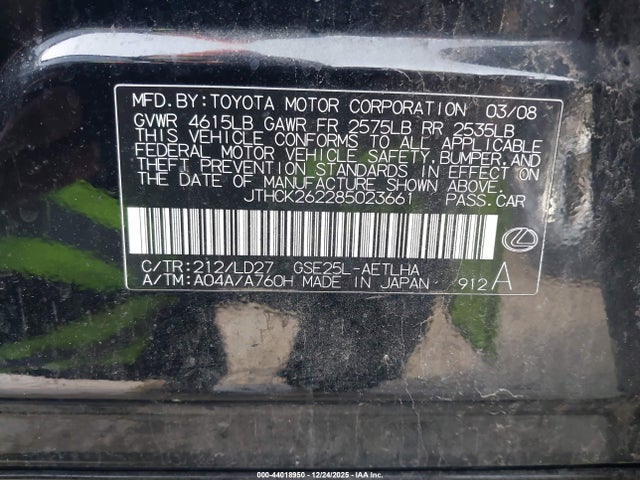 MFD.BY:TOYOTA MOTOR CORPORATION 03/08
GVWR 4615LB GAWR FR 2575LB RR 2535LB
THIS VEHICLE CONFORMS TO ALL APPLICABLE
FEDERAL MOTOR VEHICLE SAFETY,BUMPER,AND
THEFT PREVENTION STANDARDS IN EFFECT ON
THE DATE OF MANUFACTURE SHOWN ABOVE.
JTHCK262285023661 PASS.CAR
C/TR:212/LD27 GSE25L-AETLHA
A/TM:A04A/A760H MADE IN JAPAN 912A
000-44018950 - 12/24/2025 - IAAI.com